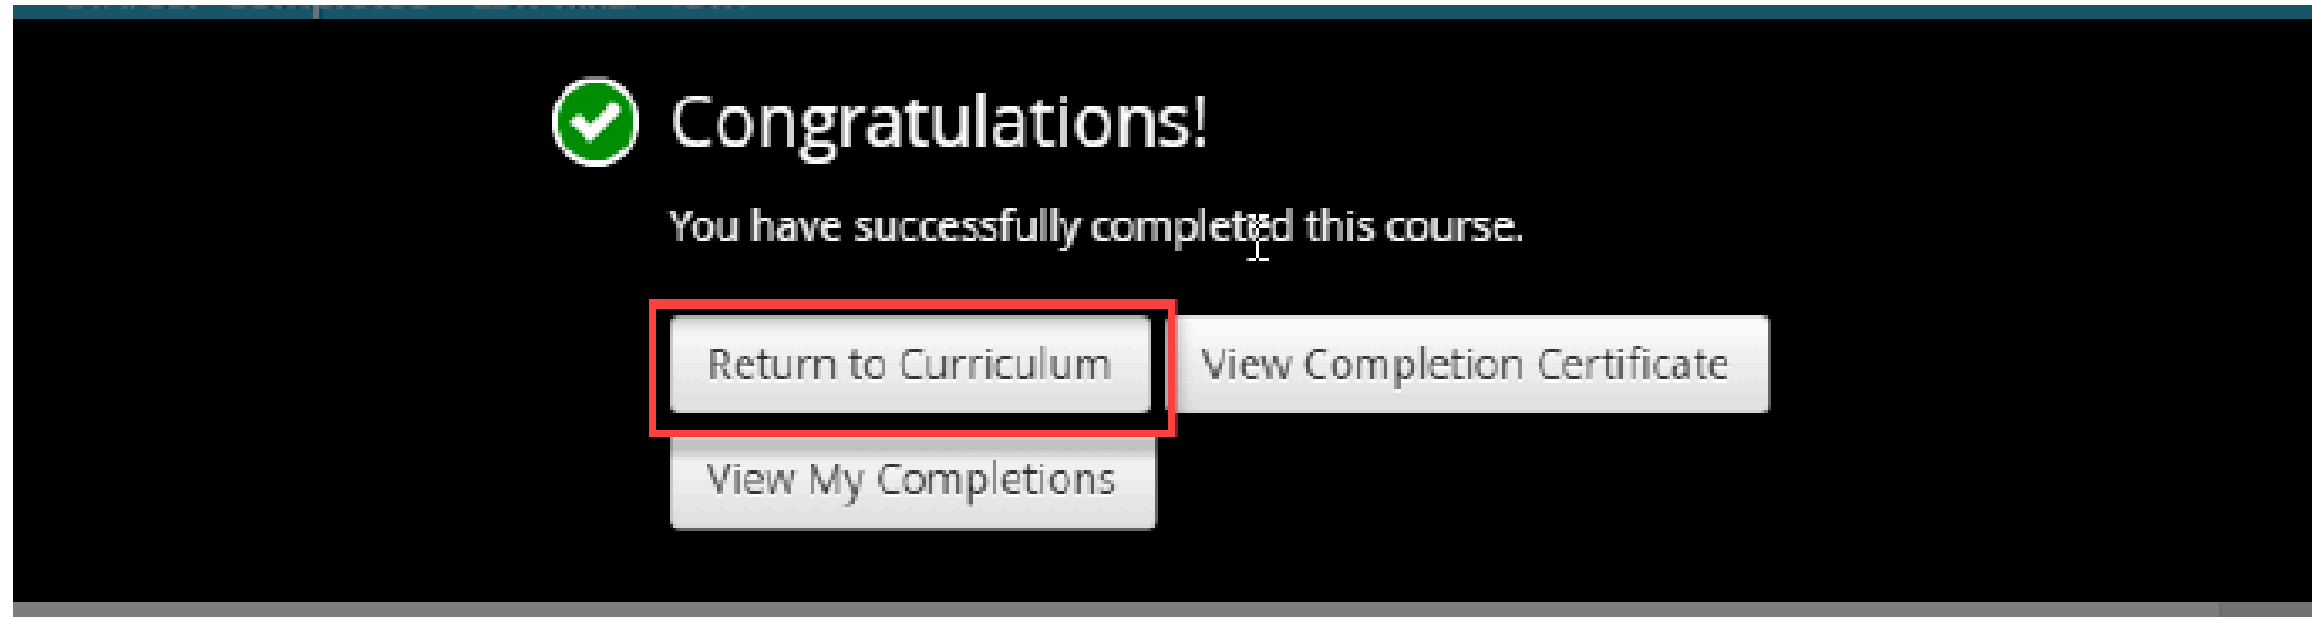 Congratulations!
You have successfully completed this course.
Return to Curriculum View Completion Certificate
View My Completions